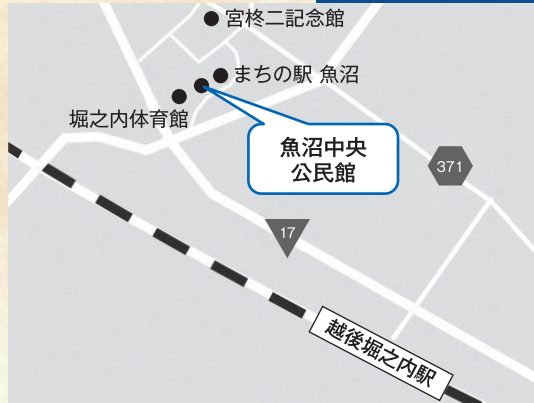 宮柊二記念館
まちの駅 魚沼
堀之内体育館
魚沼中央
公民館
371
17
越後堀之内駅